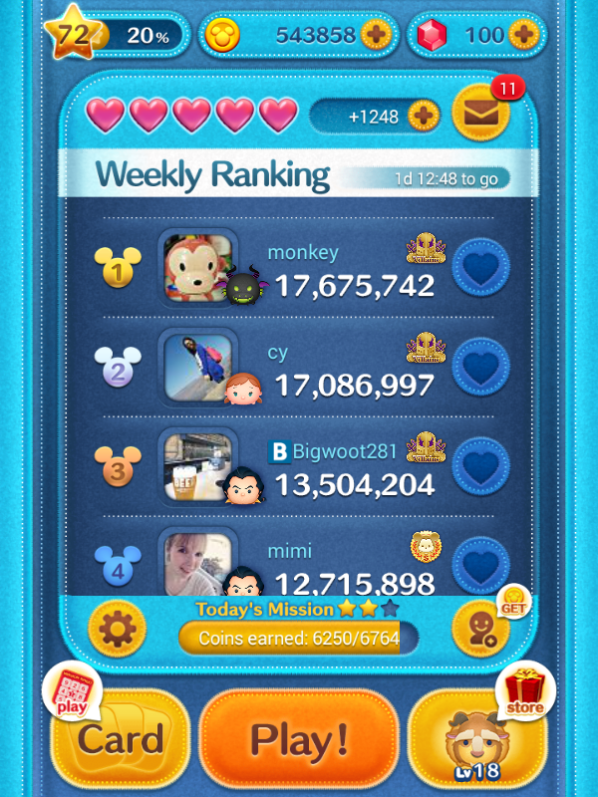 72 20% 543858 100
11
+1248
Weekly Ranking 1d 12:48 to go
1 monkey
17,675,742
2 cy
17,086,997
3 B Bigwoot281
13,504,204
4 mimi
12,715,898
Today's Mission
GET
Coins earned: 6250/6764
play
store
Card Play! Lv18